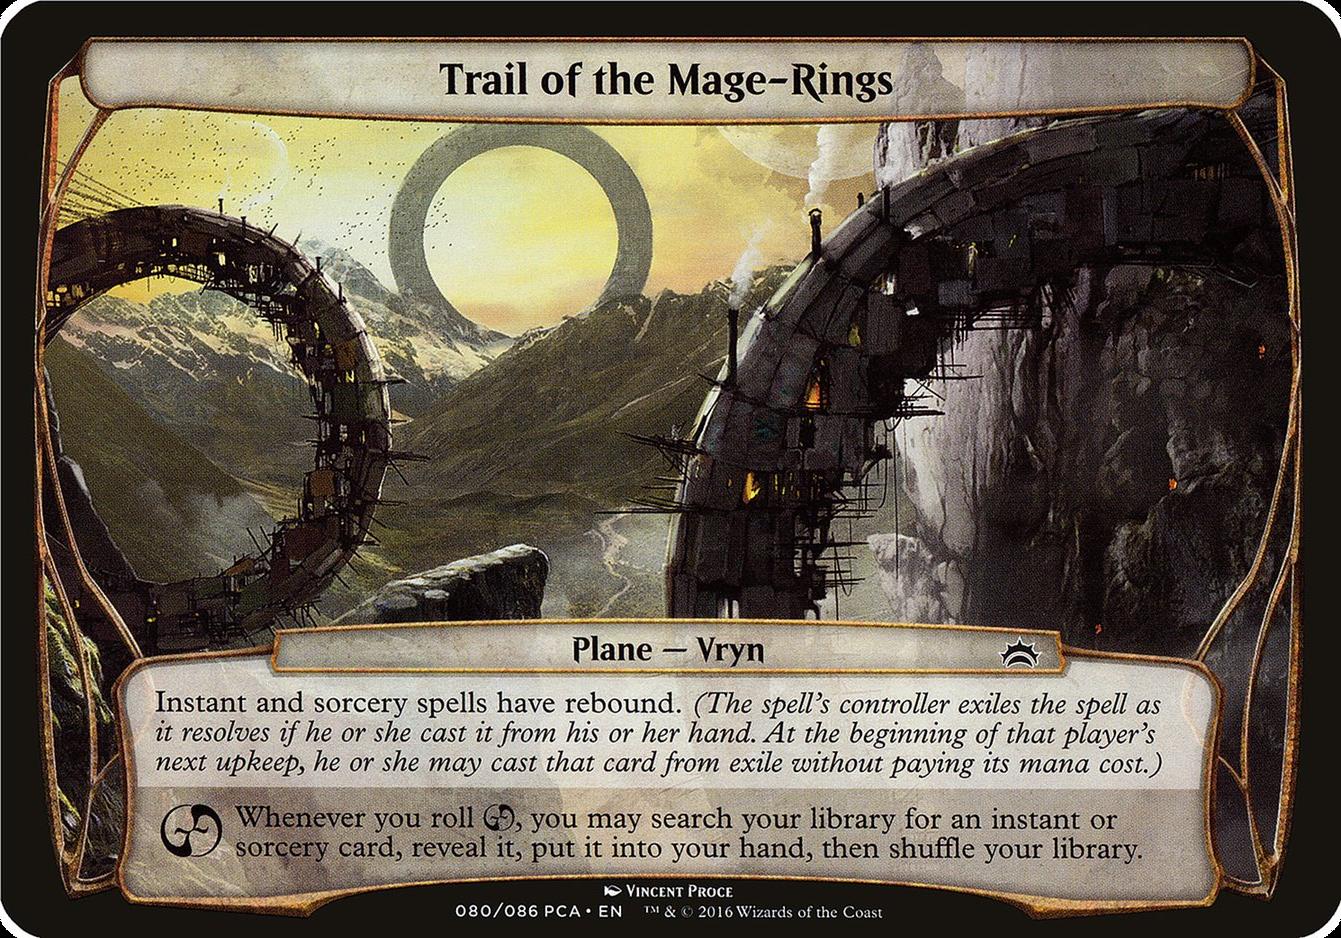 Trail of the Mage-Rings
Plane — Vryn
Instant and sorcery spells have rebound. (The spell's controller exiles the spell as
it resolves if he or she cast it from his or her hand. At the beginning of that player's
next upkeep, he or she may cast that card from exile without paying its mana cost.)
Whenever you roll , you may search your library for an instant or
sorcery card, reveal it, put it into your hand, then shuffle your library.
Vincent Proce
080/086 PCA • EN ™ & © 2016 Wizards of the Coast